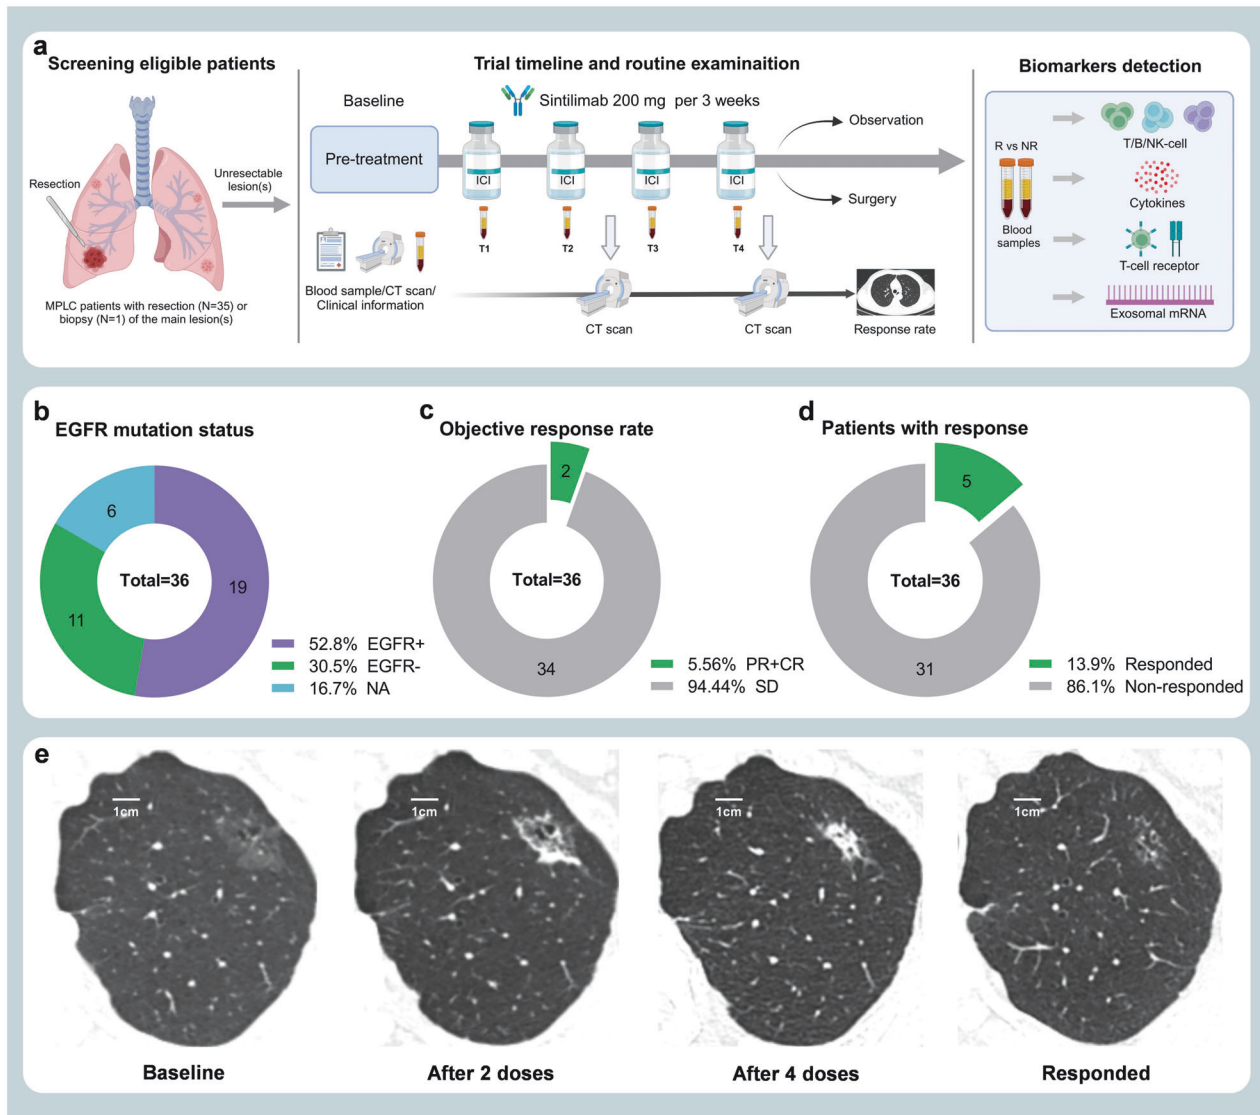 a
Screening eligible patients
Resection
Unresectable
lesion(s)
MPLC patients with resection (N=35) or
biopsy (N=1) of the main lesion(s)
Trial timeline and routine examinaition
Baseline
Sintilimab 200 mg per 3 weeks
Pre-treatment
ICI
ICI
ICI
ICI
Observation
Surgery
T1
T2
T3
T4
Blood sample/CT scan/
Clinical information
CT scan
CT scan
Response rate
Biomarkers detection
R vs NR
Blood
samples
T/B/NK-cell
Cytokines
T-cell receptor
Exosomal mRNA
b
EGFR mutation status
6
11
19
Total=36
52.8% EGFR+
30.5% EGFR-
16.7% NA
c
Objective response rate
2
Total=36
34
5.56% PR+CR
94.44% SD
d
Patients with response
5
Total=36
31
13.9% Responded
86.1% Non-responded
e
1cm
1cm
1cm
1cm
Baseline
After 2 doses
After 4 doses
Responded